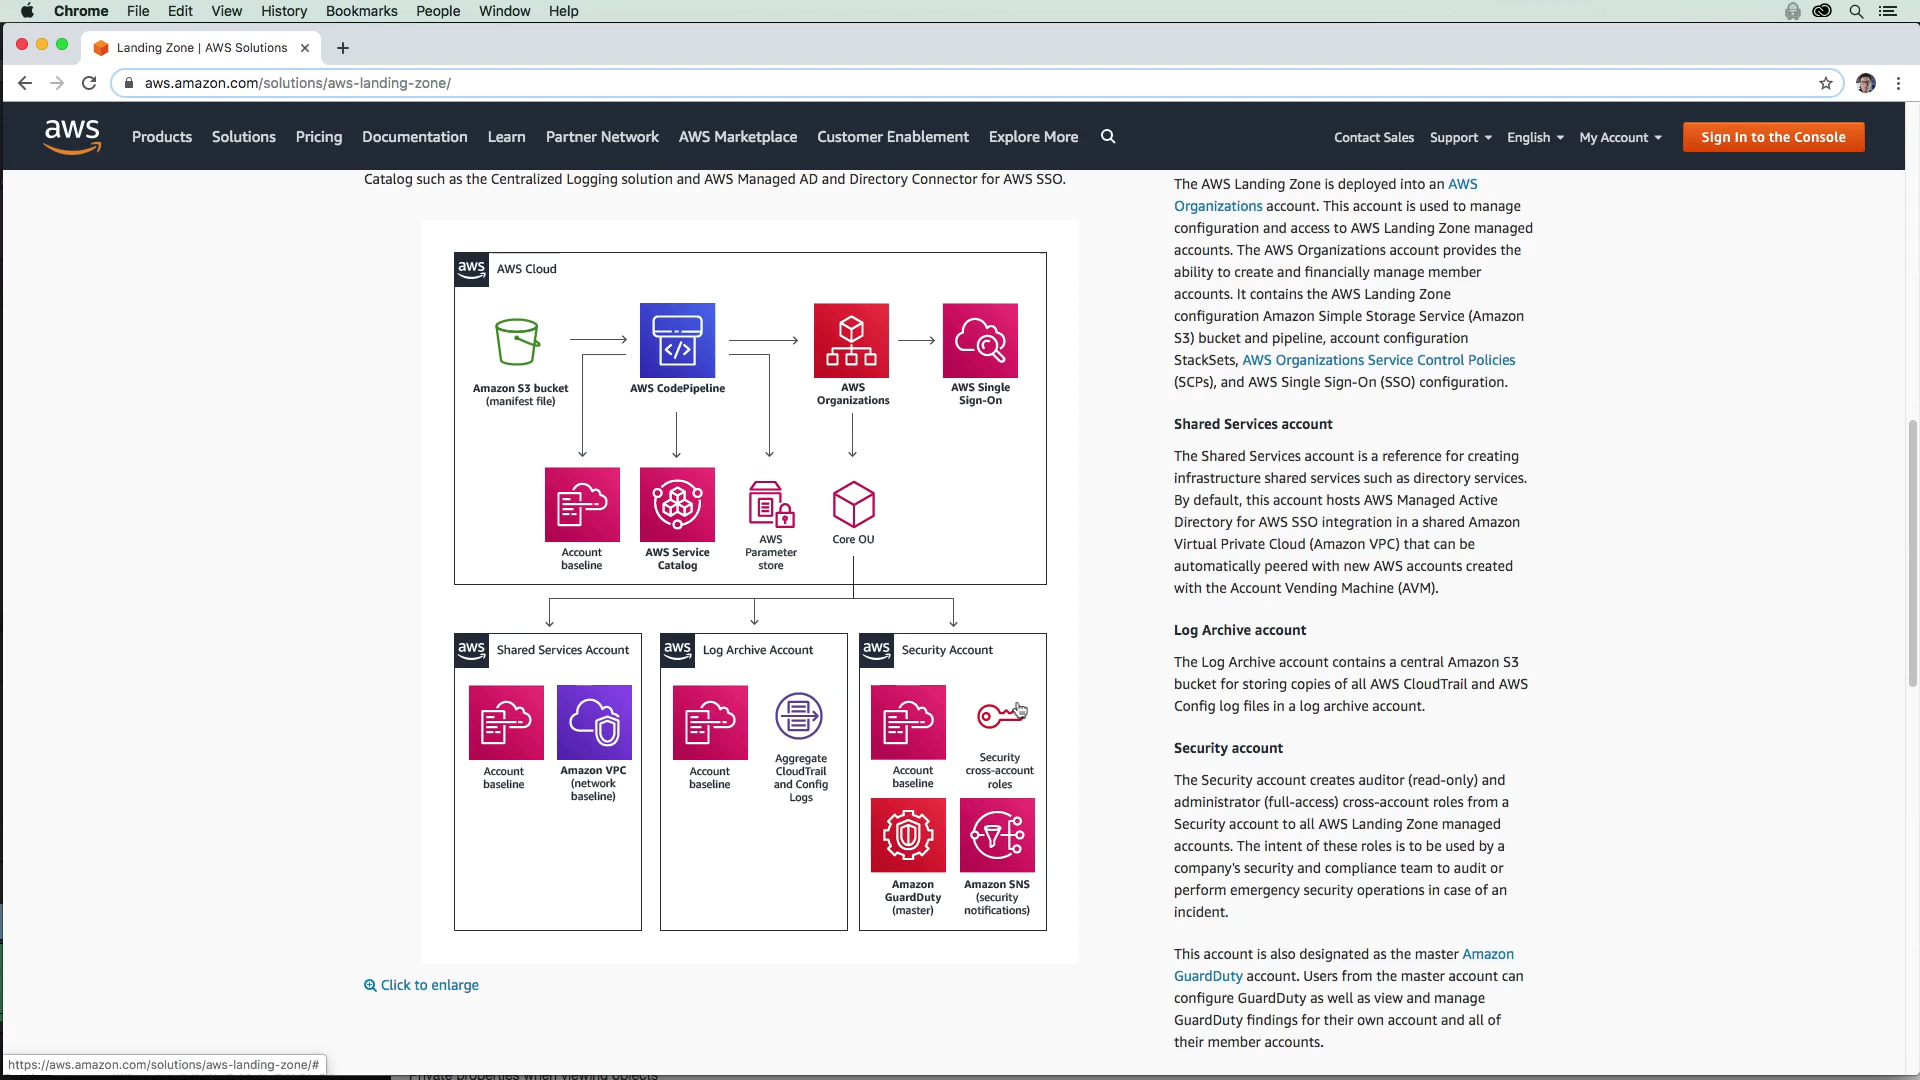 Chrome File Edit View History Bookmarks People Window Help
Landing Zone | AWS Solutions
aws.amazon.com/solutions/aws-landing-zone/
aws Products Solutions Pricing Documentation Learn Partner Network AWS Marketplace Customer Enablement Explore More Contact Sales Support English My Account Sign In to the Console
Catalog such as the Centralized Logging solution and AWS Managed AD and Directory Connector for AWS SSO.
aws AWS Cloud
Amazon S3 bucket
(manifest file)
AWS CodePipeline
AWS
Organizations
AWS Single
Sign-On
Account
baseline
AWS Service
Catalog
AWS
Parameter
store
Core OU
aws Shared Services Account
Account
baseline
Amazon VPC
(network
baseline)
aws Log Archive Account
Account
baseline
Aggregate
CloudTrail
and Config
Logs
aws Security Account
Account
baseline
Security
cross-account
roles
Amazon
GuardDuty
(master)
Amazon SNS
(security
notifications)
Click to enlarge
The AWS Landing Zone is deployed into an AWS
Organizations account. This account is used to manage
configuration and access to AWS Landing Zone managed
accounts. The AWS Organizations account provides the
ability to create and financially manage member
accounts. It contains the AWS Landing Zone
configuration Amazon Simple Storage Service (Amazon
S3) bucket and pipeline, account configuration
StackSets, AWS Organizations Service Control Policies
(SCPs), and AWS Single Sign-On (SSO) configuration.
Shared Services account
The Shared Services account is a reference for creating
infrastructure shared services such as directory services.
By default, this account hosts AWS Managed Active
Directory for AWS SSO integration in a shared Amazon
Virtual Private Cloud (Amazon VPC) that can be
automatically peered with new AWS accounts created
with the Account Vending Machine (AVM).
Log Archive account
The Log Archive account contains a central Amazon S3
bucket for storing copies of all AWS CloudTrail and AWS
Config log files in a log archive account.
Security account
The Security account creates auditor (read-only) and
administrator (full-access) cross-account roles from a
Security account to all AWS Landing Zone managed
accounts. The intent of these roles is to be used by a
company's security and compliance team to audit or
perform emergency security operations in case of an
incident.
This account is also designated as the master Amazon
GuardDuty account. Users from the master account can
configure GuardDuty as well as view and manage
GuardDuty findings for their own account and all of
their member accounts.
https://aws.amazon.com/solutions/aws-landing-zone/#